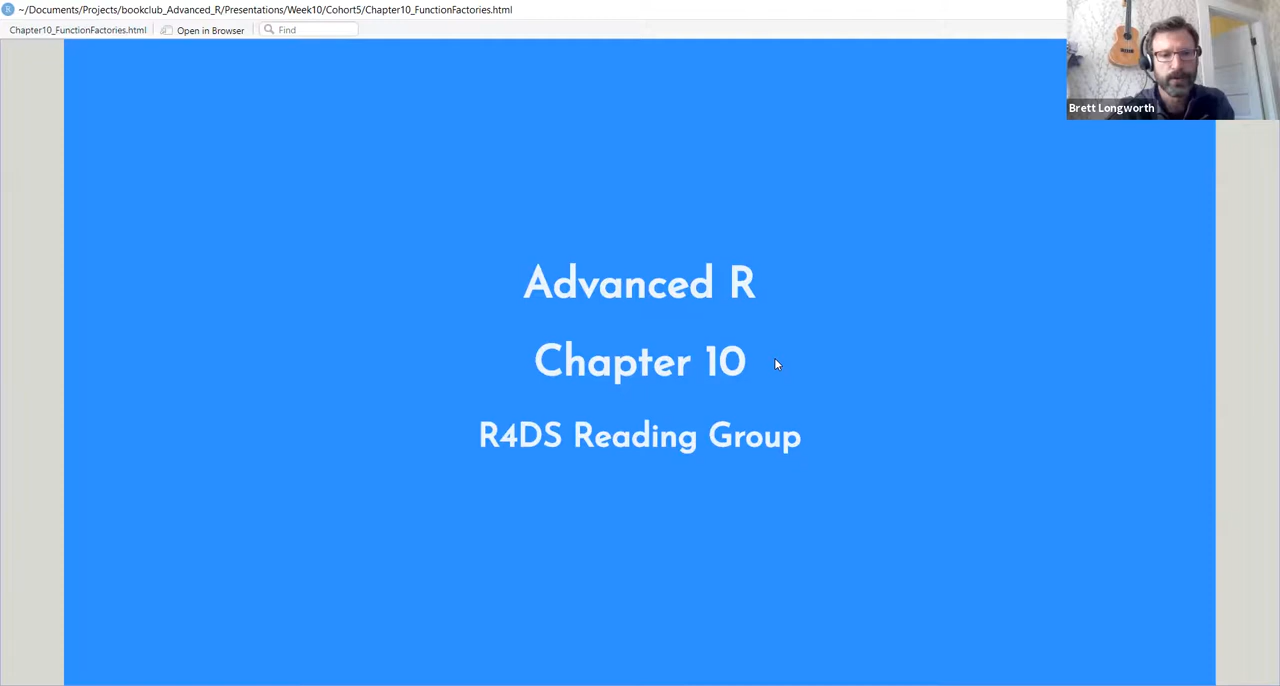 ~/Documents/Projects/bookclub_Advanced_R/Presentations/Week10/Cohort5/Chapter10_FunctionFactories.html
Chapter10_FunctionFactories.html Open in Browser Find
Brett Longworth
Advanced R
Chapter 10
R4DS Reading Group